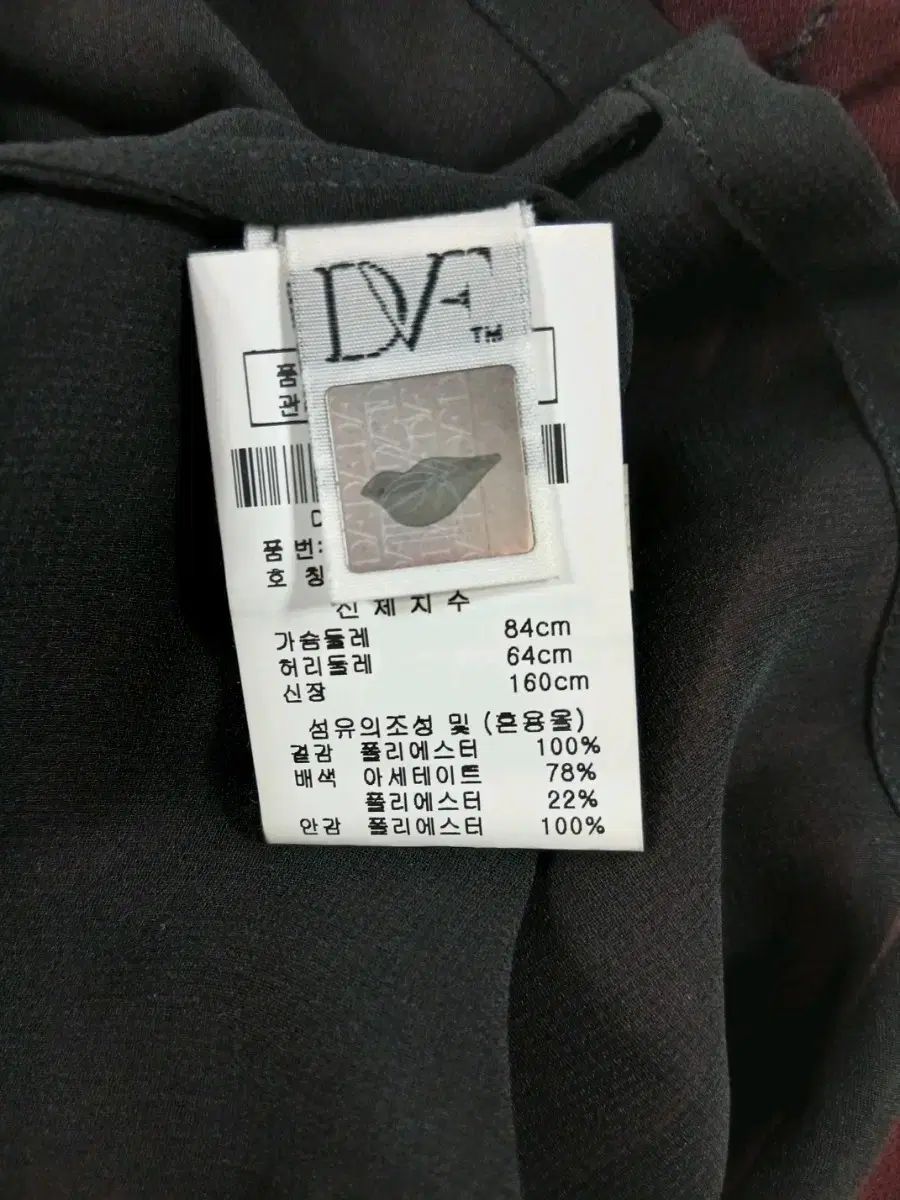 DVF
TM
품
관
품 번:
호 칭
신 체 치 수
가슴둘레 84cm
허리둘레 64cm
신장 160cm
섬유의조성 및 (혼용율)
겉감 폴리에스터 100%
배색 아세테이트 78%
폴리에스터 22%
안감 폴리에스터 100%